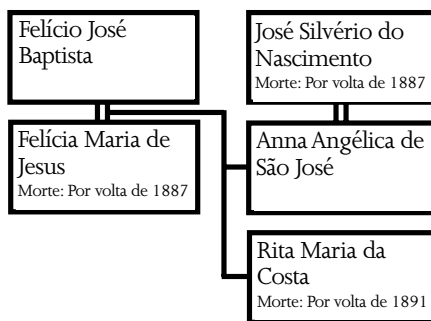 Felício José
Baptista
José Silvério do
Nascimento
Morte: Por volta de 1887
Felícia Maria de
Jesus
Morte: Por volta de 1887
Anna Angélica de
São José
Rita Maria da
Costa
Morte: Por volta de 1891